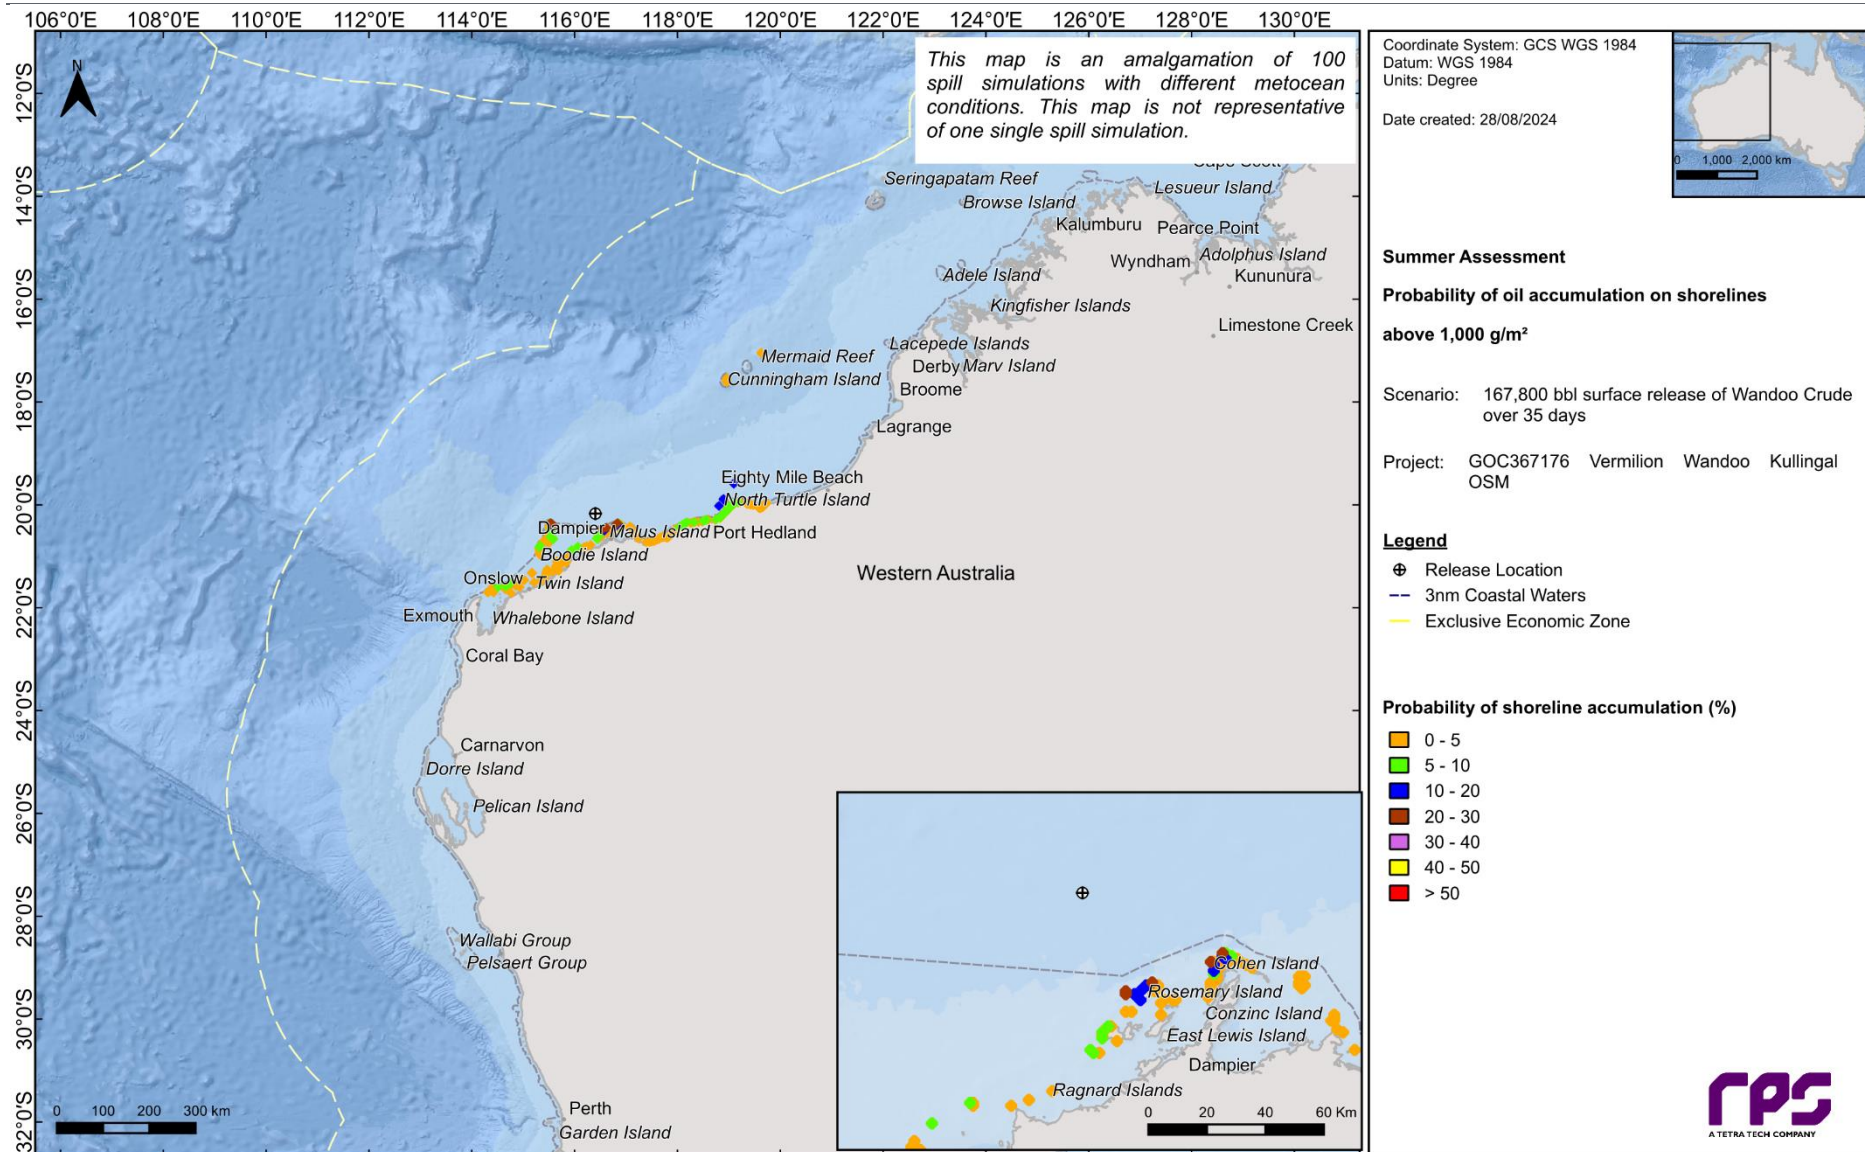 106°0'E 108°0'E 110°0'E 112°0'E 114°0'E 116°0'E 118°0'E 120°0'E 122°0'E 124°0'E 126°0'E 128°0'E 130°0'E
N
This map is an amalgamation of 100
spill simulations with different metocean
conditions. This map is not representative
of one single spill simulation.
12°0'S
14°0'S
16°0'S
18°0'S
20°0'S
22°0'S
24°0'S
26°0'S
28°0'S
30°0'S
32°0'S
Seringapatam Reef
Lesueur Island
Browse Island
Kalumburu
Pearce Point
Adolphus Island
Wyndham
Kununura
Adele Island
Kingfisher Islands
Limestone Creek
Lacepede Islands
Mermaid Reef
Derby
Marv Island
Cunningham Island
Broome
Lagrange
Eighty Mile Beach
North Turtle Island
Dampier
Malus Island
Port Hedland
Boodie Island
Western Australia
Onslow
Twin Island
Exmouth
Whalebone Island
Coral Bay
Carnarvon
Dorre Island
Pelican Island
Wallabi Group
Pelsaert Group
Perth
Garden Island
0 100 200 300 km
Cohen Island
Rosemary Island
Conzinc Island
East Lewis Island
Dampier
Ragnard Islands
0 20 40 60 Km
Coordinate System: GCS WGS 1984
Datum: WGS 1984
Units: Degree
Date created: 28/08/2024
0 1,000 2,000 km
Summer Assessment
Probability of oil accumulation on shorelines
above 1,000 g/m²
Scenario: 167,800 bbl surface release of Wandoo Crude
over 35 days
Project: GOC367176 Vermilion Wandoo Kullingal
OSM
Legend
Release Location
3nm Coastal Waters
Exclusive Economic Zone
Probability of shoreline accumulation (%)
0 - 5
5 - 10
10 - 20
20 - 30
30 - 40
40 - 50
> 50
rps
A TETRA TECH COMPANY